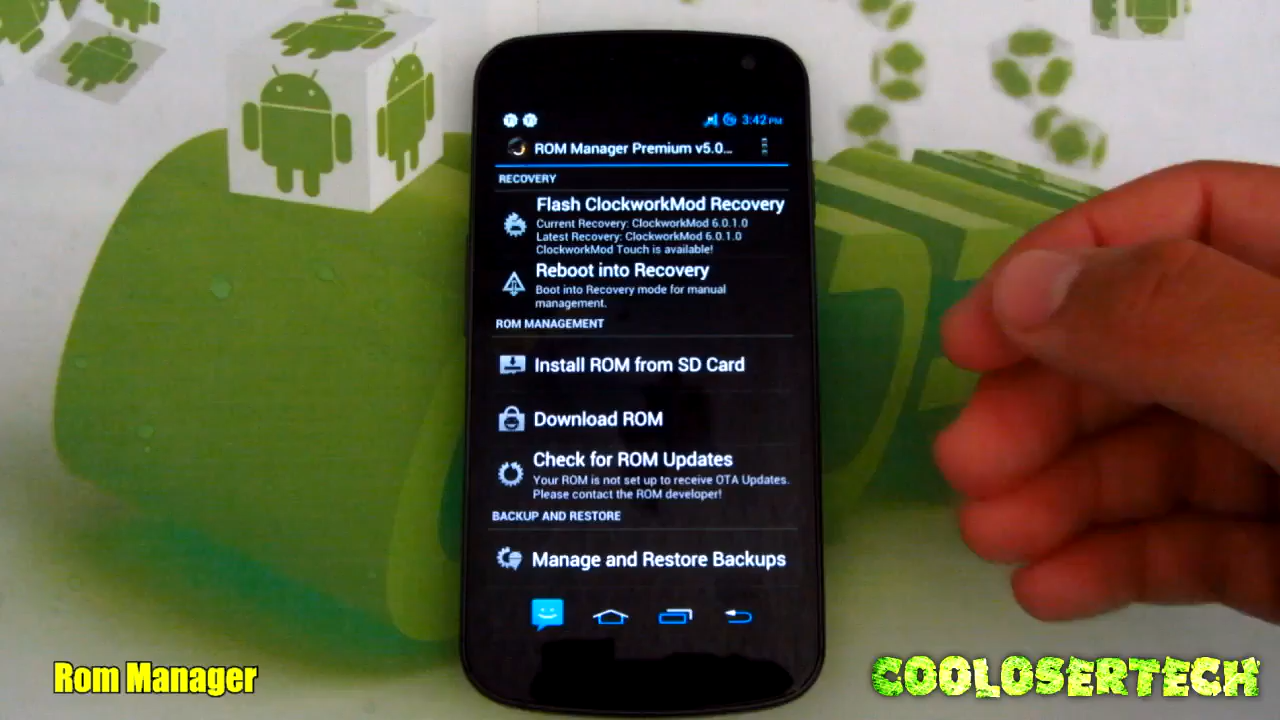 3:42 PM
ROM Manager Premium v5.0...
RECOVERY
Flash ClockworkMod Recovery
Current Recovery: ClockworkMod 6.0.1.0
Latest Recovery: ClockworkMod 6.0.1.0
ClockworkMod Touch is available!
Reboot into Recovery
Boot into Recovery mode for manual
management.
ROM MANAGEMENT
Install ROM from SD Card
Download ROM
Check for ROM Updates
Your ROM is not set up to receive OTA Updates.
Please contact the ROM developer!
BACKUP AND RESTORE
Manage and Restore Backups
Rom Manager
COOLOSERTECH